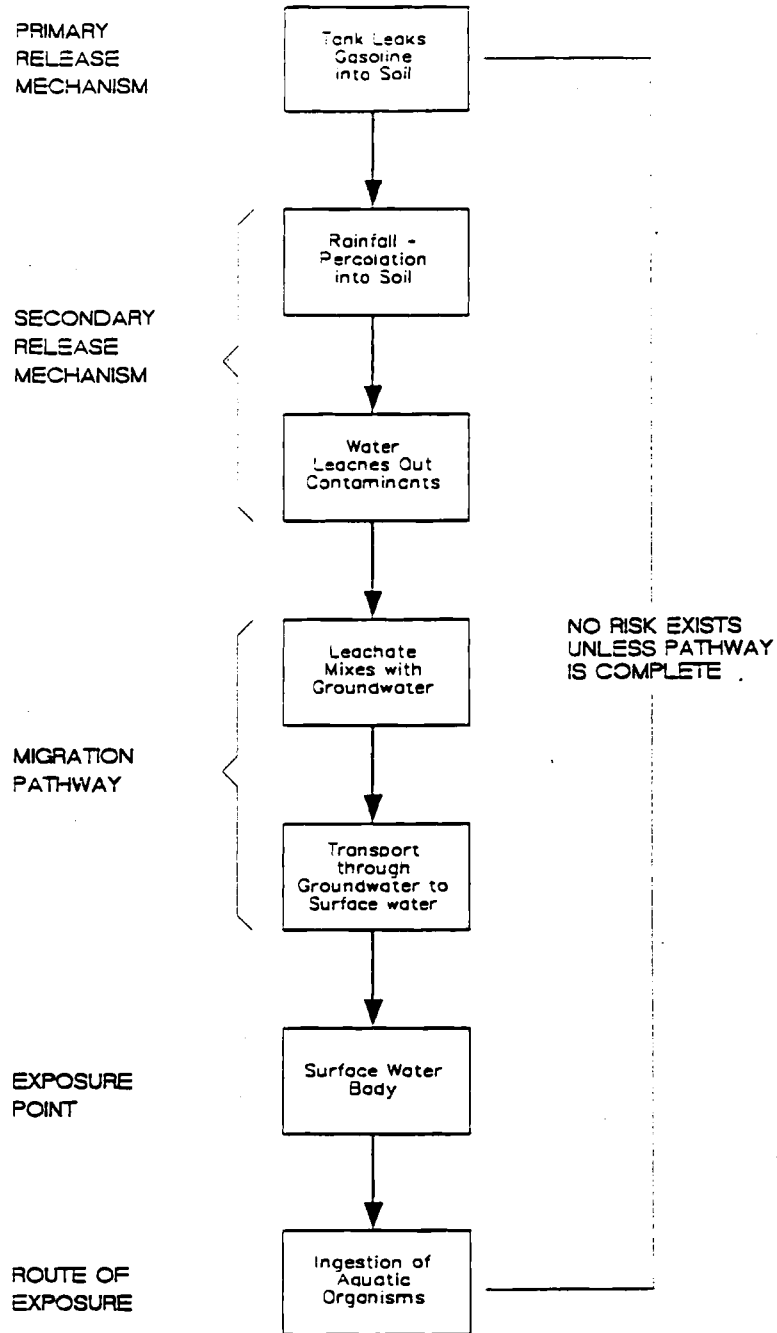 PRIMARY
RELEASE
MECHANISM
Tank Leaks
Gasoline
into Soil
Rainfall -
Percolation
into Soil
SECONDARY
RELEASE
MECHANISM
Water
Leaches Out
Contaminants
Leachate
Mixes with
Groundwater
NO RISK EXISTS
UNLESS PATHWAY
IS COMPLETE .
MIGRATION
PATHWAY
Transport
through
Groundwater to
Surface water
EXPOSURE
POINT
Surface Water
Body
ROUTE OF
EXPOSURE
Ingestion of
Aquatic
Organisms